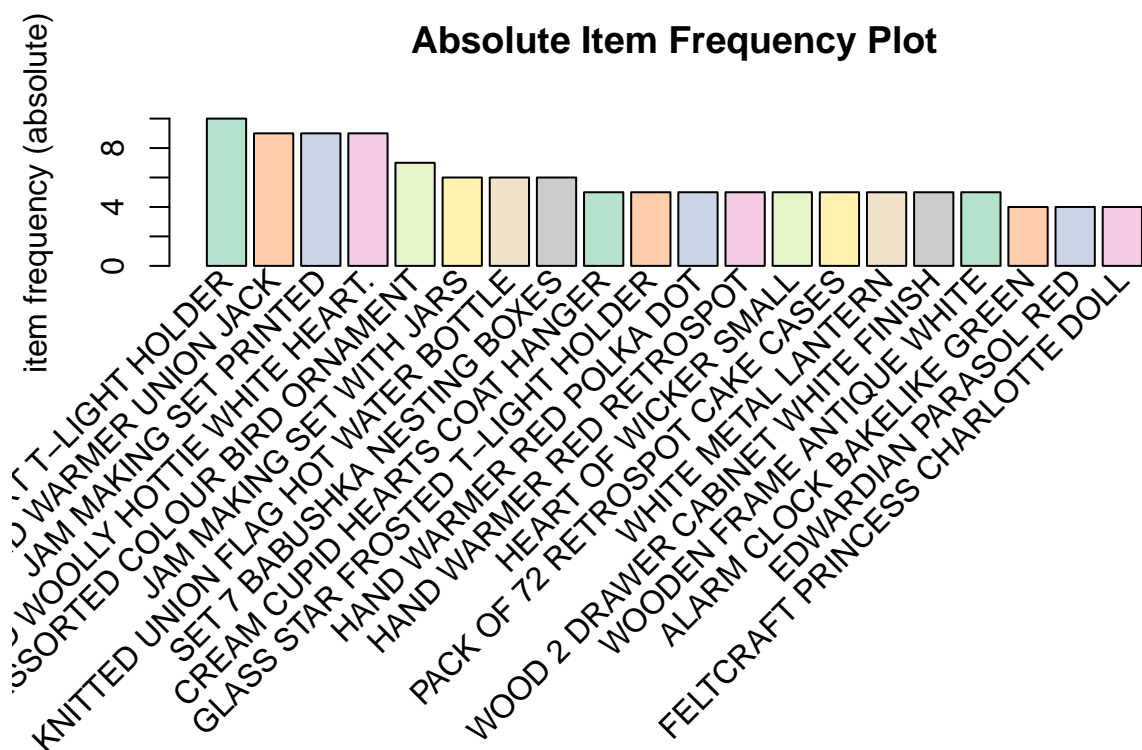 Absolute Item Frequency Plot
item frequency (absolute)
8
4
0
T-LIGHT HOLDER
WARMER UNION JACK
JAM MAKING SET PRINTED
WOOLLY HOTTIE WHITE HEART.
COLOUR BIRD ORNAMENT
JAM MAKING SET WITH JARS
KNITTED UNION FLAG HOT WATER BOTTLE
SET 7 BABUSHKA NESTING BOXES
CREAM CUPID HEARTS COAT HANGER
GLASS STAR FROSTED T-LIGHT HOLDER
HAND WARMER RED POLKA DOT
HAND WARMER RED RETROSPOT
HEART OF WICKER SMALL
PACK OF 72 RETROSPOT CAKE CASES
WHITE METAL LANTERN
WOOD 2 DRAWER CABINET WHITE FINISH
WOODEN FRAME ANTIQUE WHITE
ALARM CLOCK BAKELIKE GREEN
EDWARDIAN PARASOL RED
FELTCRAFT PRINCESS CHARLOTTE DOLL